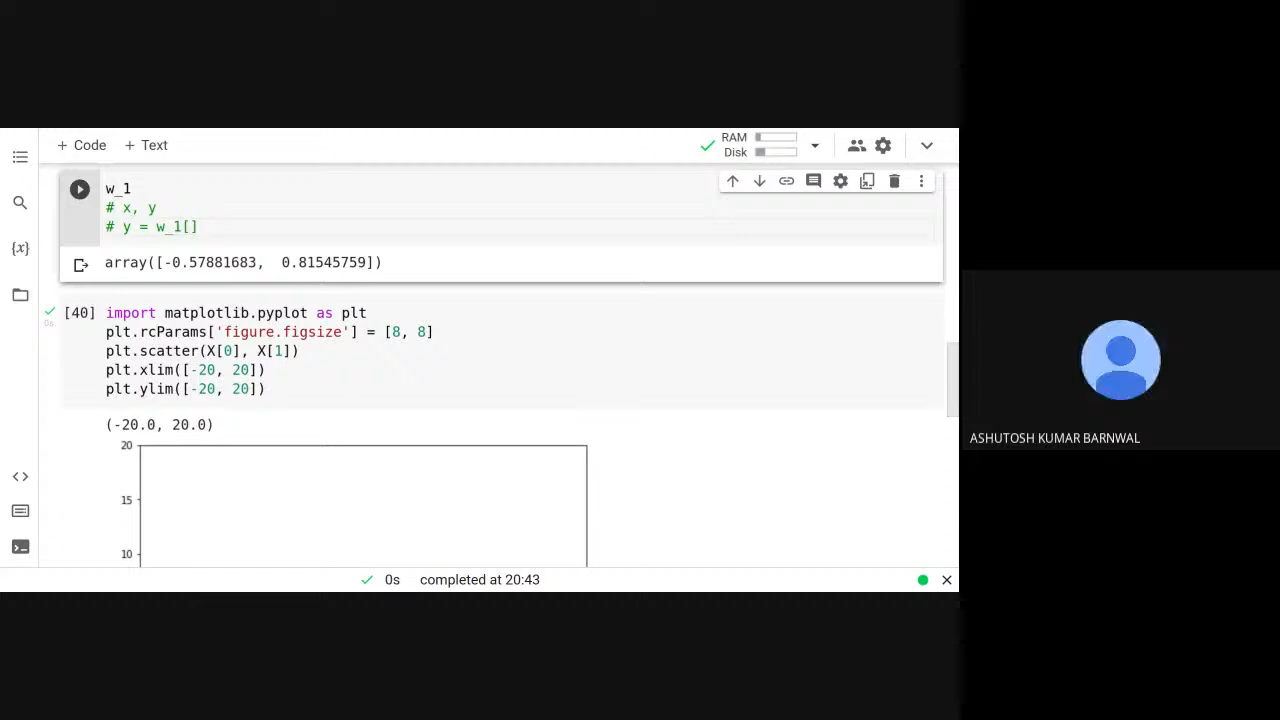 + Code + Text
RAM
Disk
w_1
# x, y
# y = w_1[]
array([-0.57881683,  0.81545759])
[40] import matplotlib.pyplot as plt
0s
plt.rcParams['figure.figsize'] = [8, 8]
plt.scatter(X[0], X[1])
plt.xlim([-20, 20])
plt.ylim([-20, 20])
(-20.0, 20.0)
20
15
10
0s completed at 20:43
ASHUTOSH KUMAR BARNWAL